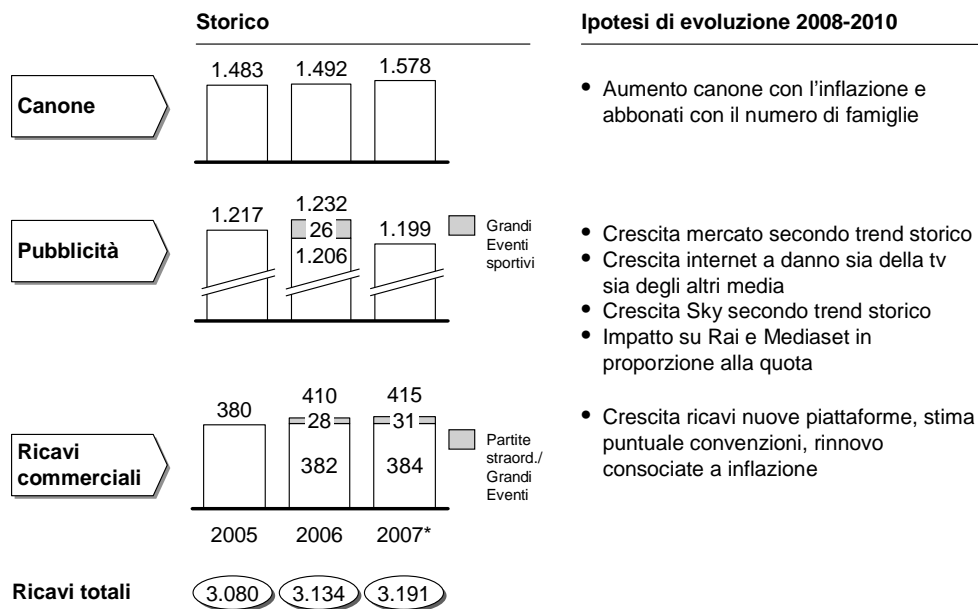 Storico
Ipotesi di evoluzione 2008-2010
Canone
1.483
1.492
1.578
• Aumento canone con l'inflazione e
abbonati con il numero di famiglie
Pubblicità
1.217
1.232
26
1.206
1.199
Grandi
Eventi
sportivi
• Crescita mercato secondo trend storico
• Crescita internet a danno sia della tv
sia degli altri media
• Crescita Sky secondo trend storico
• Impatto su Rai e Mediaset in
proporzione alla quota
Ricavi
commerciali
380
410
28
382
415
31
384
Partite
straord./
Grandi
Eventi
• Crescita ricavi nuove piattaforme, stima
puntuale convenzioni, rinnovo
consociate a inflazione
2005
2006
2007*
Ricavi totali
3.080
3.134
3.191